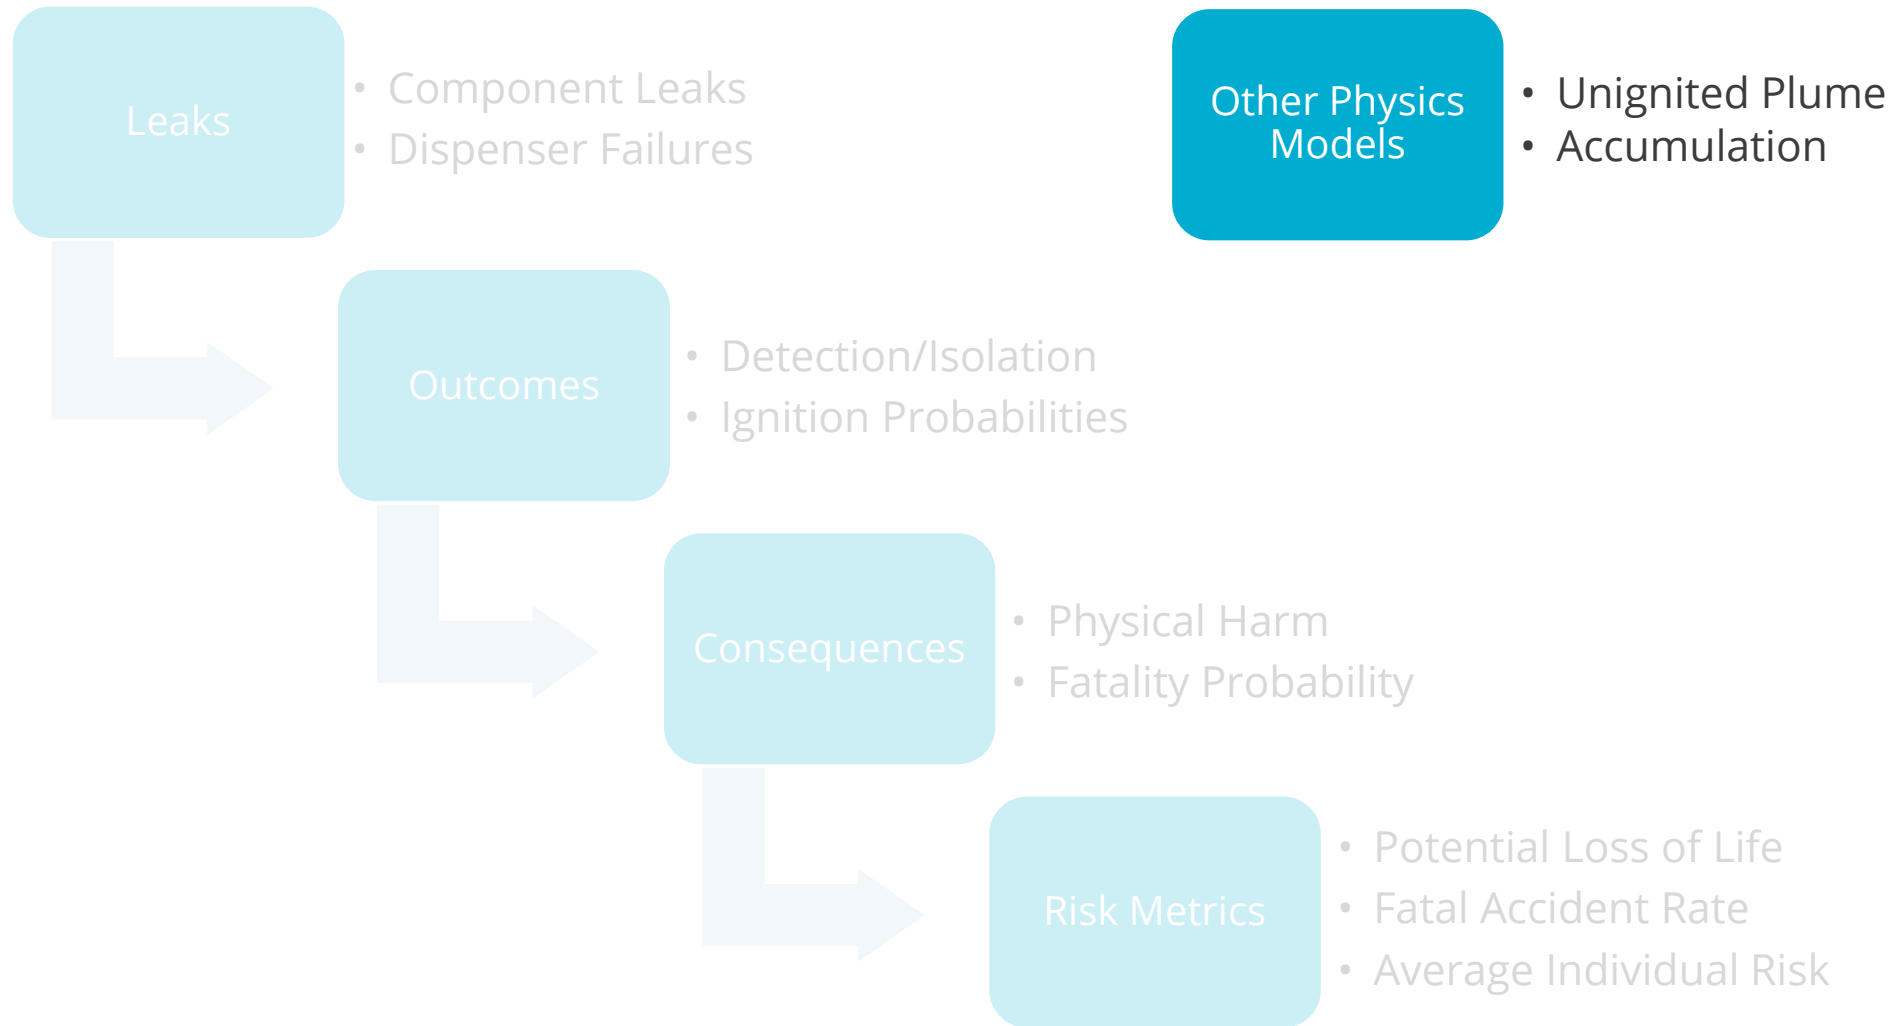 Leaks
• Component Leaks
• Dispenser Failures
Other Physics
Models
• Unignited Plume
• Accumulation
Outcomes
• Detection/Isolation
• Ignition Probabilities
Consequences
• Physical Harm
• Fatality Probability
Risk Metrics
• Potential Loss of Life
• Fatal Accident Rate
• Average Individual Risk